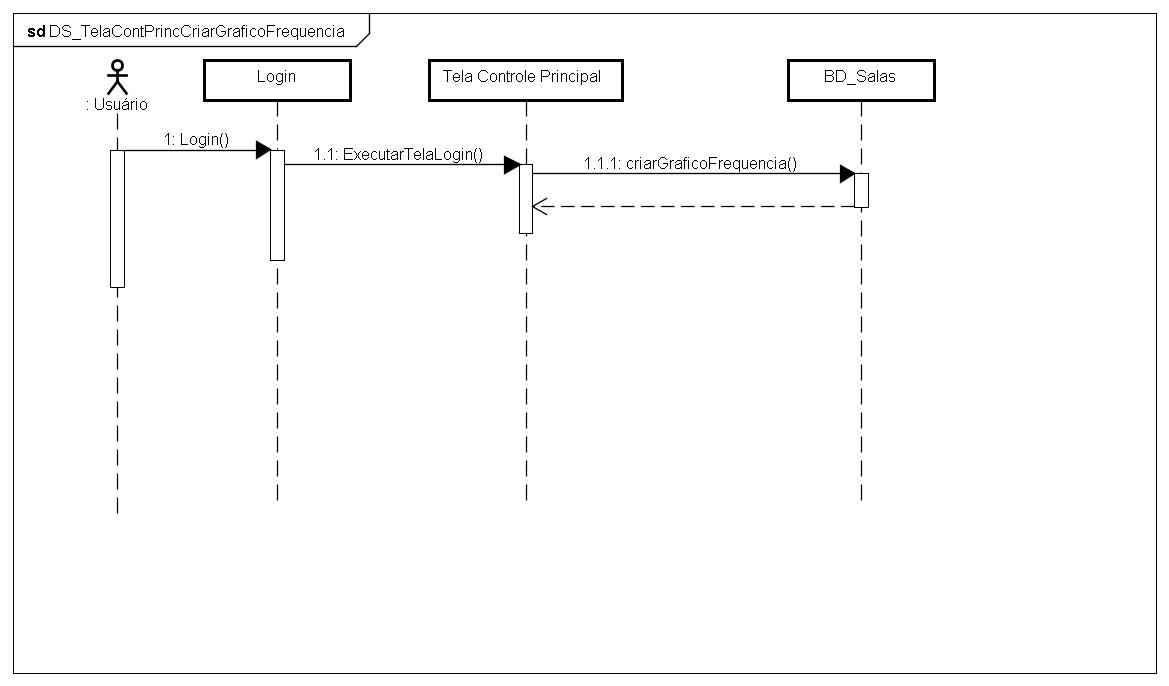 sd DS_TelaContPrincCriarGraficoFrequencia
: Usuário
Login
Tela Controle Principal
BD_Salas
1: Login()
1.1: ExecutarTelaLogin()
1.1.1: criarGraficoFrequencia()